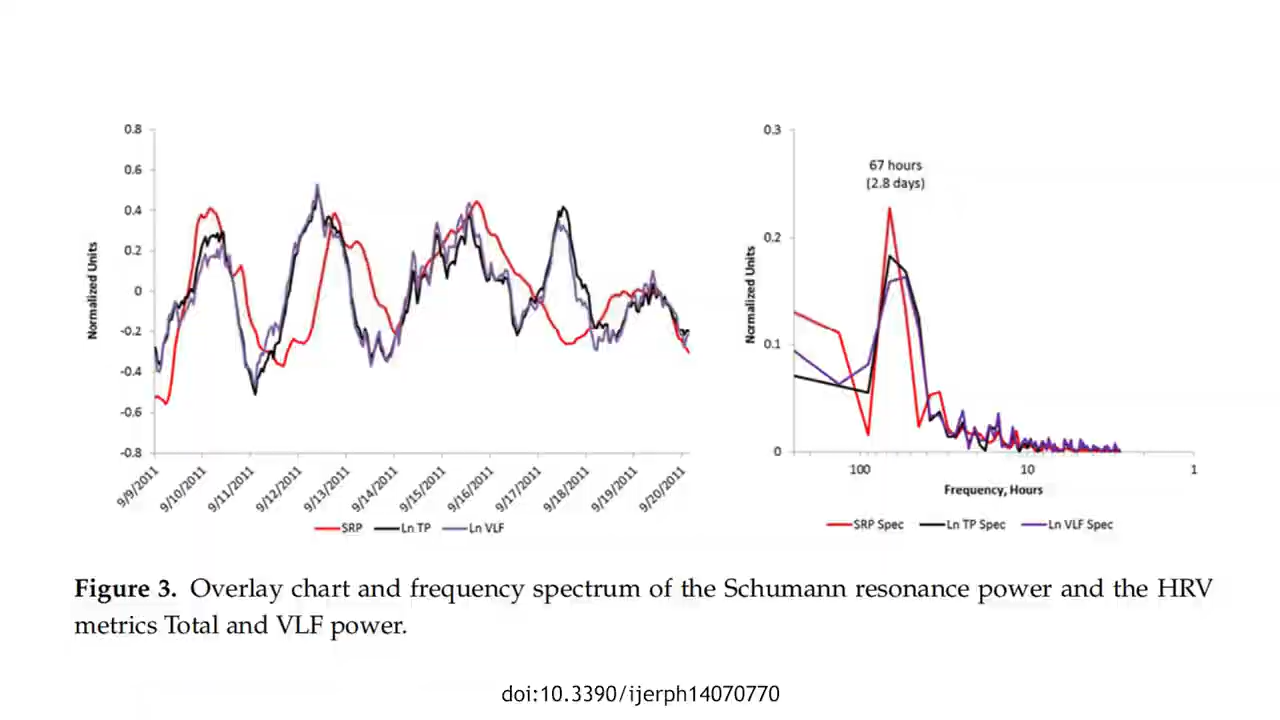 0.8
0.6
0.4
0.2
0
-0.2
-0.4
-0.6
-0.8
Normalized Units
9/9/2011
9/10/2011
9/11/2011
9/12/2011
9/13/2011
9/14/2011
9/15/2011
9/16/2011
9/17/2011
9/18/2011
9/19/2011
9/20/2011
SRP Ln TP Ln VLF
0.3
0.2
0.1
0
Normalized Units
67 hours
(2.8 days)
100 10 1
Frequency, Hours
SRP Spec Ln TP Spec Ln VLF Spec
Figure 3. Overlay chart and frequency spectrum of the Schumann resonance power and the HRV
metrics Total and VLF power.
doi:10.3390/ijerph14070770